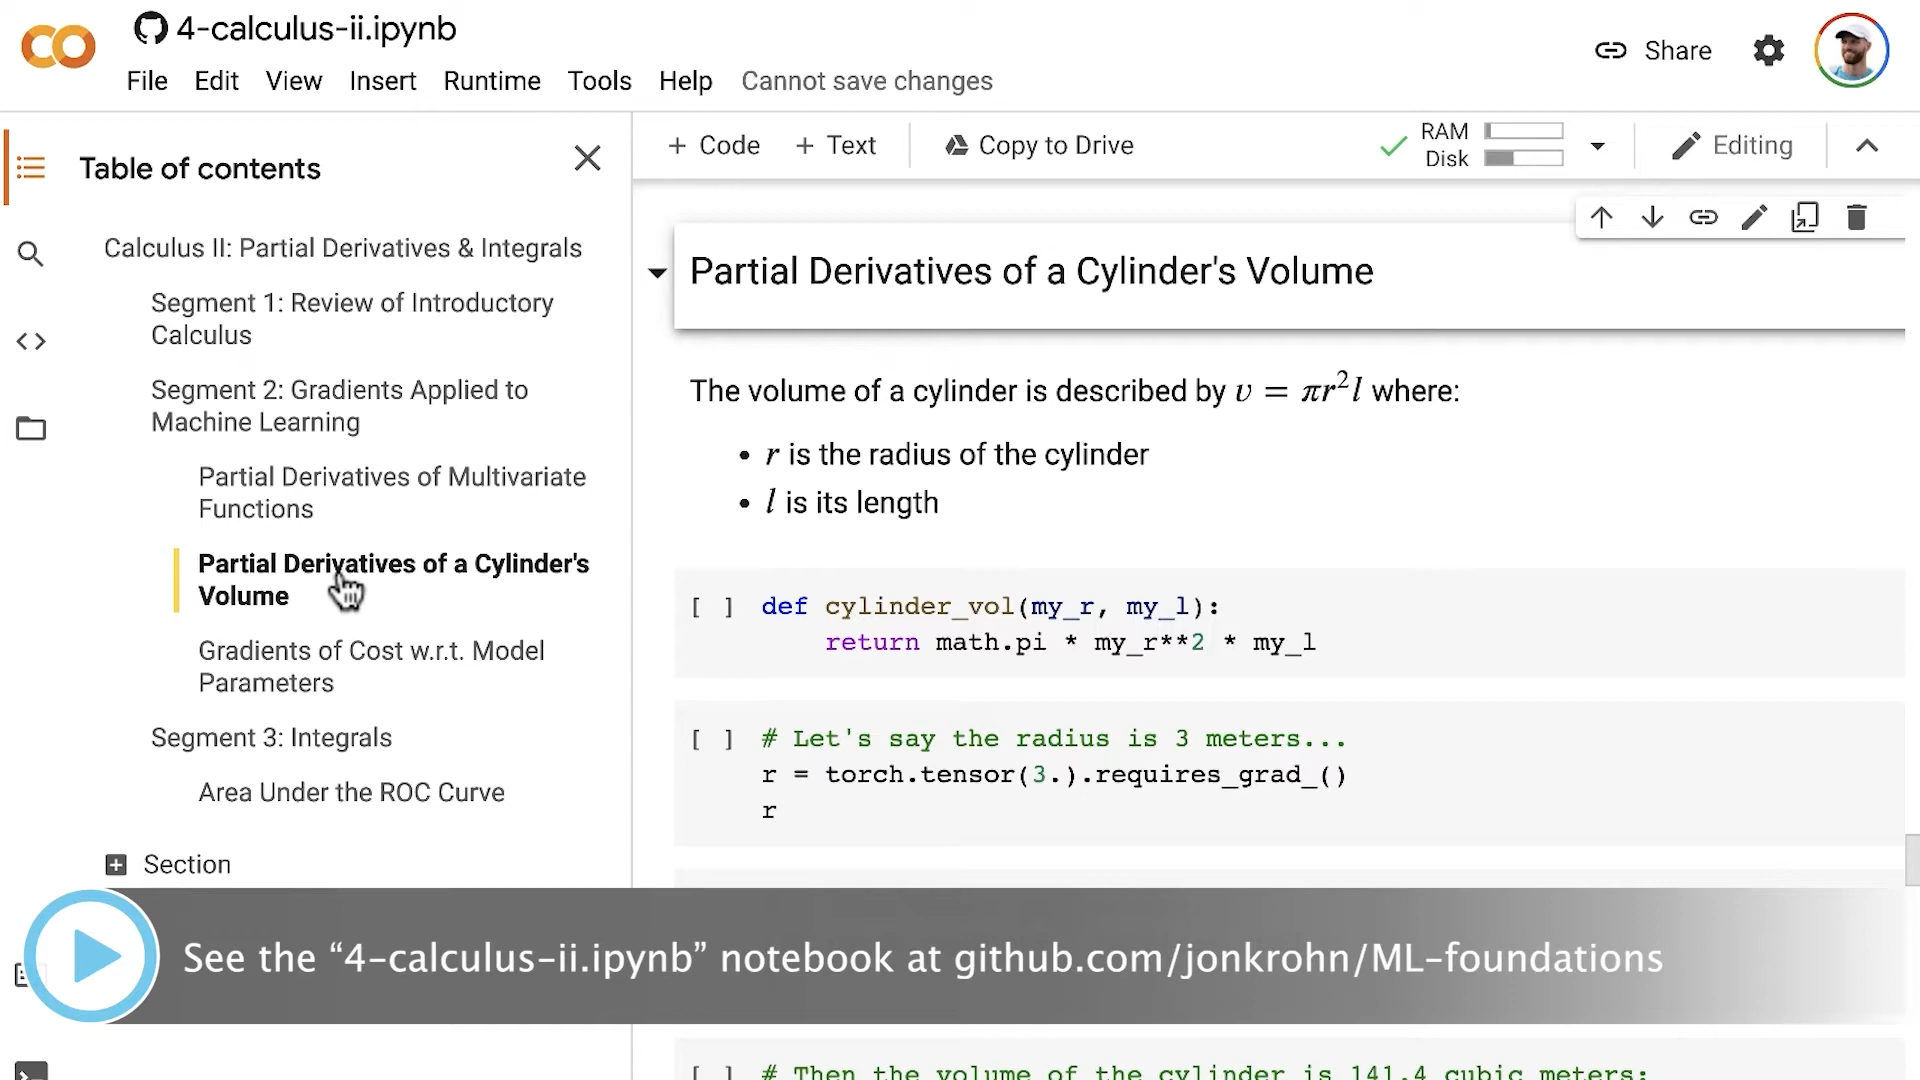 4-calculus-ii.ipynb
File Edit View Insert Runtime Tools Help Cannot save changes
Share
Table of contents
+ Code + Text Copy to Drive
RAM
Disk
Editing
Calculus II: Partial Derivatives & Integrals
Segment 1: Review of Introductory
Calculus
Segment 2: Gradients Applied to
Machine Learning
Partial Derivatives of Multivariate
Functions
Partial Derivatives of a Cylinder's
Volume
Gradients of Cost w.r.t. Model
Parameters
Segment 3: Integrals
Area Under the ROC Curve
Section
Partial Derivatives of a Cylinder's Volume
The volume of a cylinder is described by v = πr²l where:
• r is the radius of the cylinder
• l is its length
[ ] def cylinder_vol(my_r, my_l):
return math.pi * my_r**2 * my_l
[ ] # Let's say the radius is 3 meters...
r = torch.tensor(3.).requires_grad_()
r
See the “4-calculus-ii.ipynb” notebook at github.com/jonkrohn/ML-foundations
[ ] # Then the volume of the cylinder is 141.4 cubic meters: